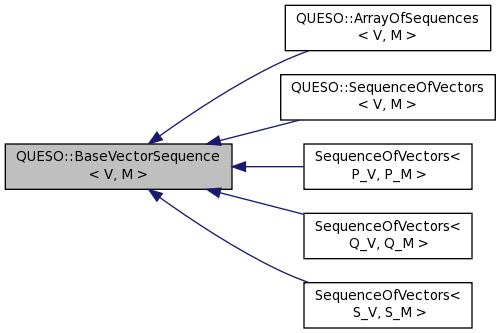 QUESO::ArrayOfSequences
< V, M >
QUESO::SequenceOfVectors
< V, M >
QUESO::BaseVectorSequence
< V, M >
SequenceOfVectors<
P_V, P_M >
SequenceOfVectors<
Q_V, Q_M >
SequenceOfVectors<
S_V, S_M >